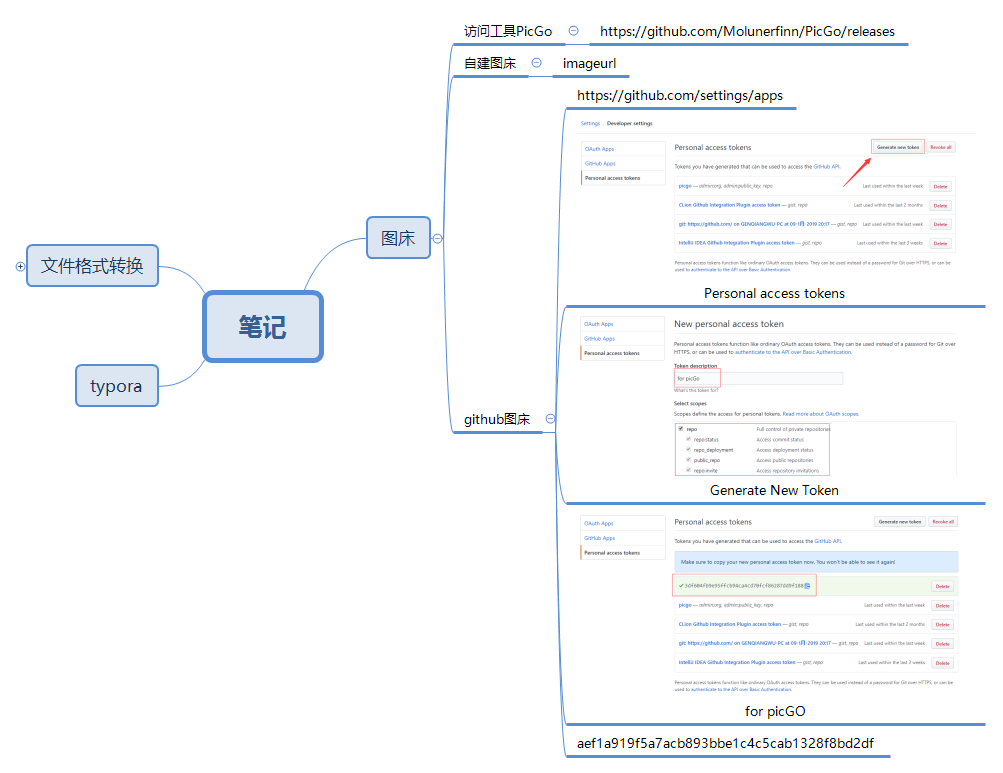 访问工具PicGo
https://github.com/Molunerfinn/PicGo/releases
自建图床
imageurl
https://github.com/settings/apps
Settings Developer settings
OAuth Apps
GitHub Apps
Personal access tokens
Personal access tokens
Generate new token
Revoke all
Tokens you have generated that can be used to access the GitHub API.
picgo — admin:org, admin:public_key, repo
Last used within the last week
Delete
CLion Github Integration Plugin access token — gist, repo
Last used within the last 2 months
Delete
git: https://github.com/ on GENQIANGWU-PC at 09-1月-2019 20:17 — gist, repo
Last used within the last week
Delete
IntelliJ IDEA Github Integration Plugin access token — gist, repo
Last used within the last 3 weeks
Delete
Personal access tokens function like ordinary OAuth access tokens. They can be used instead of a password for Git over HTTPS, or can be
used to authenticate to the API over Basic Authentication.
Personal access tokens
OAuth Apps
GitHub Apps
Personal access tokens
New personal access token
Personal access tokens function like ordinary OAuth access tokens. They can be used instead of a password for Git over
HTTPS, or can be used to authenticate to the API over Basic Authentication.
Token description
for picGo
What's this token for?
Select scopes
Scopes define the access for personal tokens. Read more about OAuth scopes.
repo
Full control of private repositories
repo:status
Access commit status
repo_deployment
Access deployment status
public_repo
Access public repositories
repo:invite
Access repository invitations
Generate New Token
OAuth Apps
GitHub Apps
Personal access tokens
Personal access tokens
Generate new token
Revoke all
Tokens you have generated that can be used to access the GitHub API.
Make sure to copy your new personal access token now. You won't be able to see it again!
Delete
picgo — admin:org, admin:public_key, repo
Last used within the last week
Delete
CLion Github Integration Plugin access token — gist, repo
Last used within the last 2 months
Delete
git: https://github.com/ on GENQIANGWU-PC at 09-1月-2019 20:17 — gist, repo
Last used within the last week
Delete
IntelliJ IDEA Github Integration Plugin access token — gist, repo
Last used within the last 3 weeks
Delete
Personal access tokens function like ordinary OAuth access tokens. They can be used instead of a password for Git over HTTPS, or can be
used to authenticate to the API over Basic Authentication.
for picGO
aef1a919f5a7acb893bbe1c4c5cab1328f8bd2df
github图床
图床
文件格式转换
笔记
typora